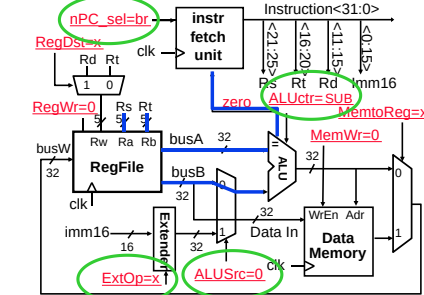 nPC_sel=br
instr
fetch
unit
Instruction<31:0>
clk
<21:25>
<16:20>
<11:15>
<0:15>
Rs Rt Rd Imm16
RegDst=x
Rd Rt
1 0
zero
ALUctr=SUB
MemtoReg=x
RegWr=0
Rs Rt
5 5
MemWr=0
busW
32
Rw Ra Rb
RegFile
busA
32
busB
32
clk
=
ALU
32
0
0
imm16
16
Extender
32
1
32
Data In
WrEn Adr
Data
Memory
1
clk
ExtOp=x
ALUSrc=0